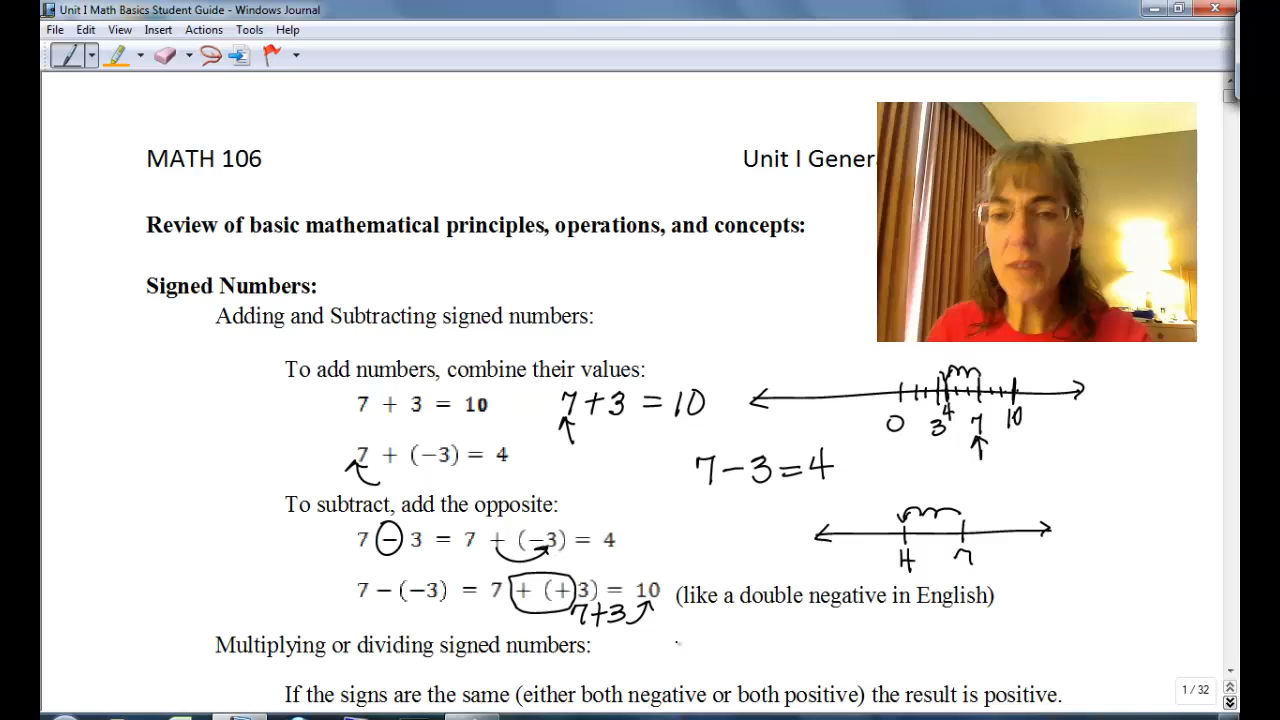 Unit I Math Basics Student Guide - Windows Journal
File Edit View Insert Actions Tools Help
MATH 106 Unit I Gener
Review of basic mathematical principles, operations, and concepts:
Signed Numbers:
Adding and Subtracting signed numbers:
To add numbers, combine their values:
7 + 3 = 10 7+3 = 10
0 3 4 7 10
7 + (−3) = 4 7−3=4
To subtract, add the opposite:
7 − 3 = 7 + (−3) = 4
4 7
7 − (−3) = 7 + (+3) = 10 (like a double negative in English)
7+3
Multiplying or dividing signed numbers:
If the signs are the same (either both negative or both positive) the result is positive.
1 / 32